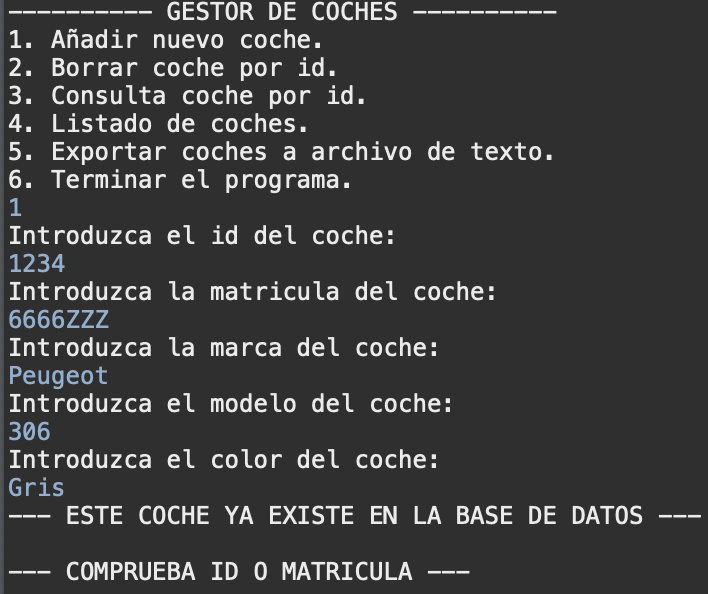 ---------- GESTOR DE COCHES ----------
1. Añadir nuevo coche.
2. Borrar coche por id.
3. Consulta coche por id.
4. Listado de coches.
5. Exportar coches a archivo de texto.
6. Terminar el programa.
1
Introduzca el id del coche:
1234
Introduzca la matricula del coche:
6666ZZZ
Introduzca la marca del coche:
Peugeot
Introduzca el modelo del coche:
306
Introduzca el color del coche:
Gris
--- ESTE COCHE YA EXISTE EN LA BASE DE DATOS ---
--- COMPRUEBA ID O MATRICULA ---